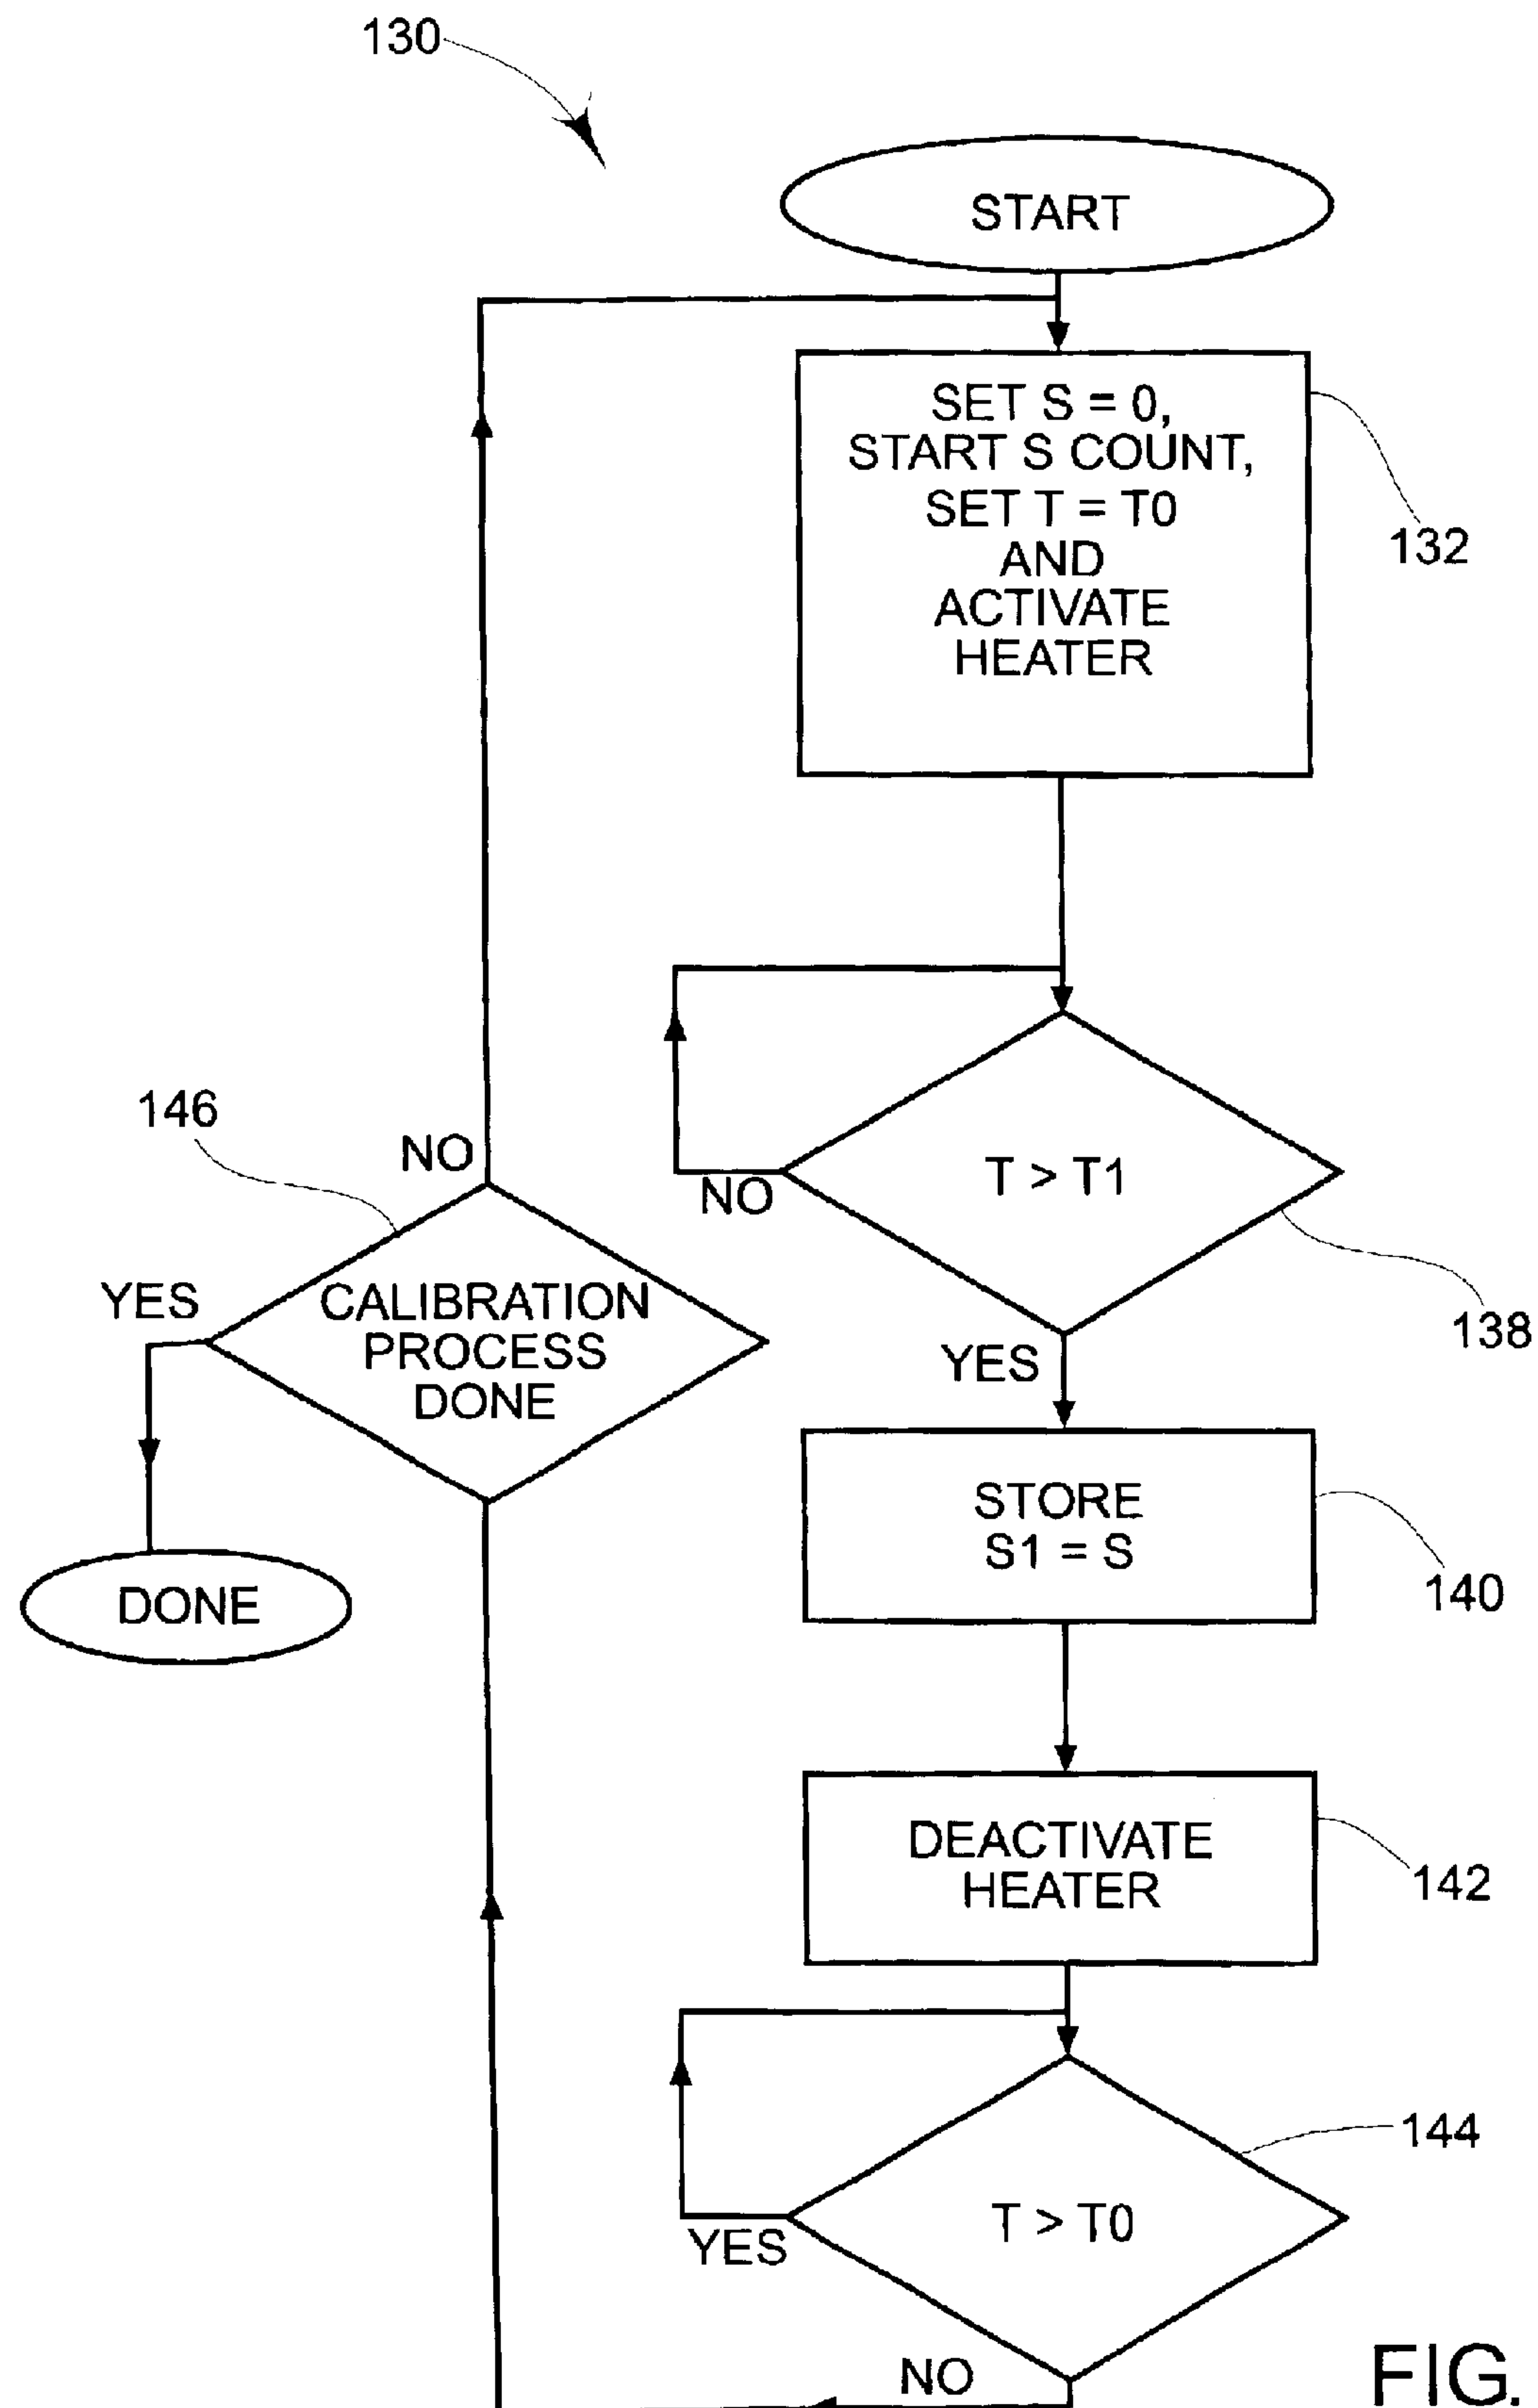 130
START
SET S = 0,
START S COUNT,
SET T = T0
AND
ACTIVATE
HEATER
132
T > T1
NO
138
YES
146
NO
YES
CALIBRATION
PROCESS
DONE
DONE
STORE
S1 = S
140
DEACTIVATE
HEATER
142
T > T0
144
YES
NO
FIG.